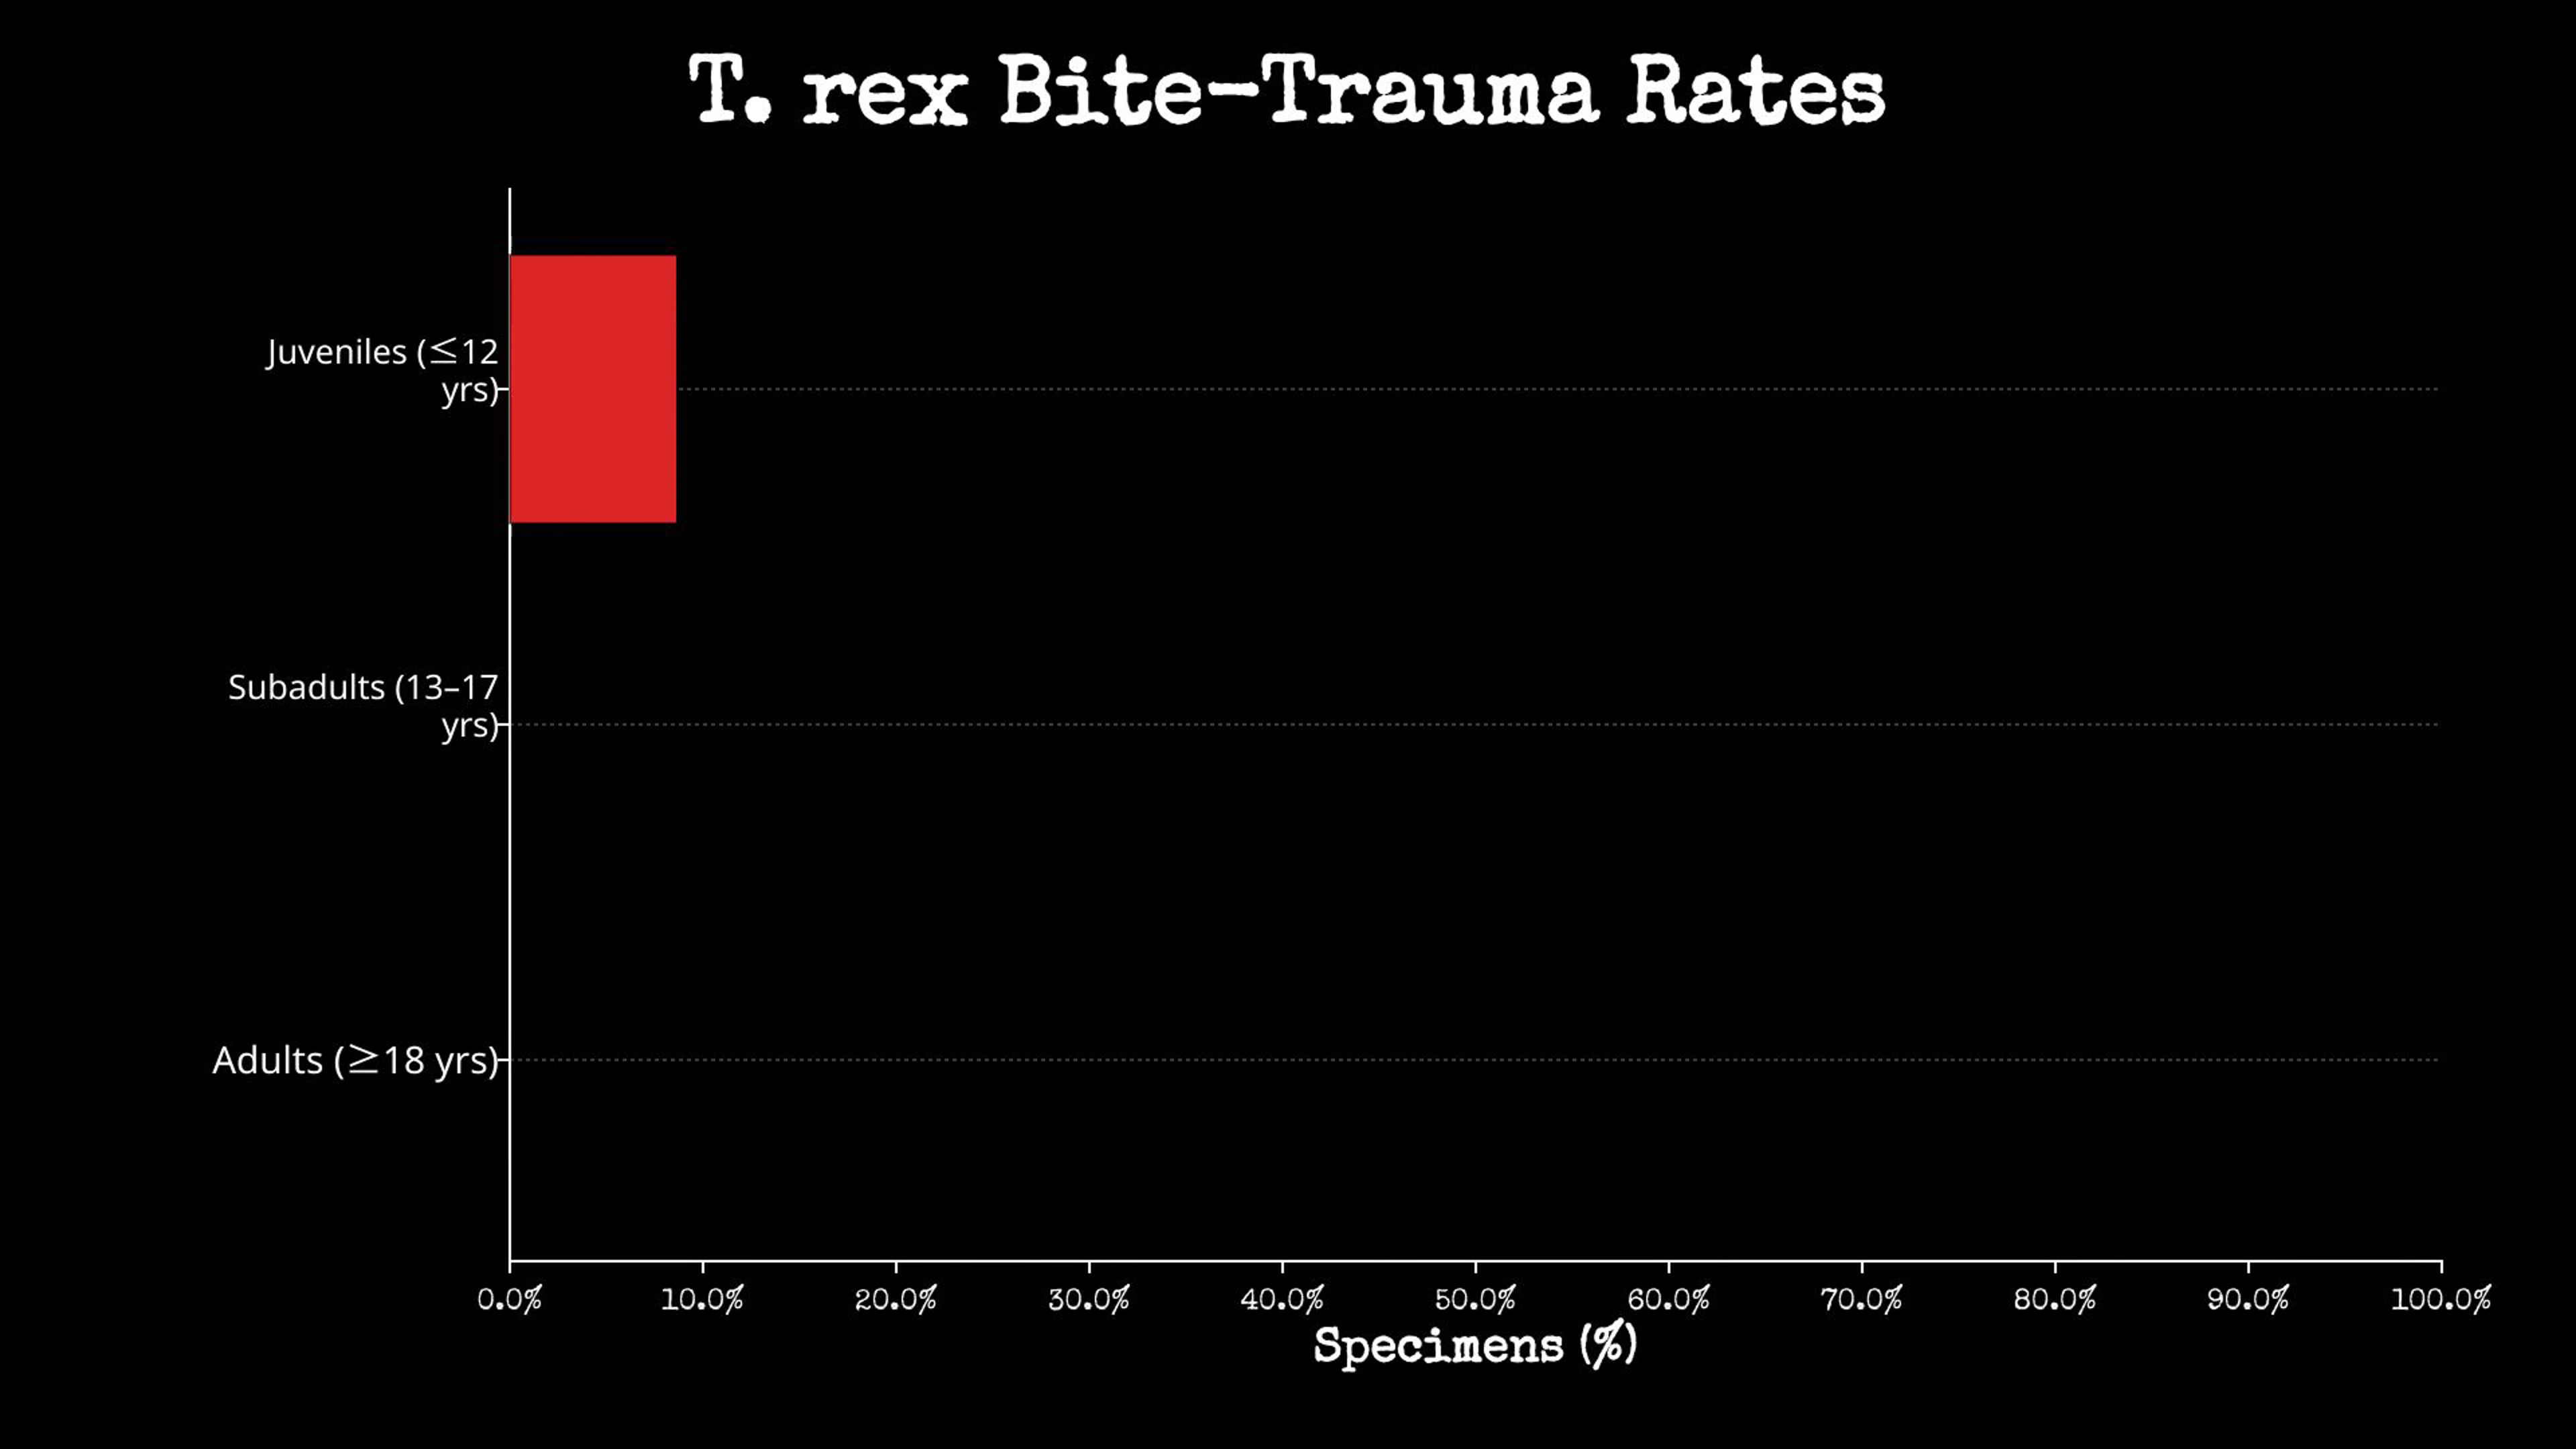 T. rex Bite-Trauma Rates
Juveniles (≤12
yrs)
Subadults (13–17
yrs)
Adults (≥18 yrs)
0.0% 10.0% 20.0% 30.0% 40.0% 50.0% 60.0% 70.0% 80.0% 90.0% 100.0%
Specimens (%)